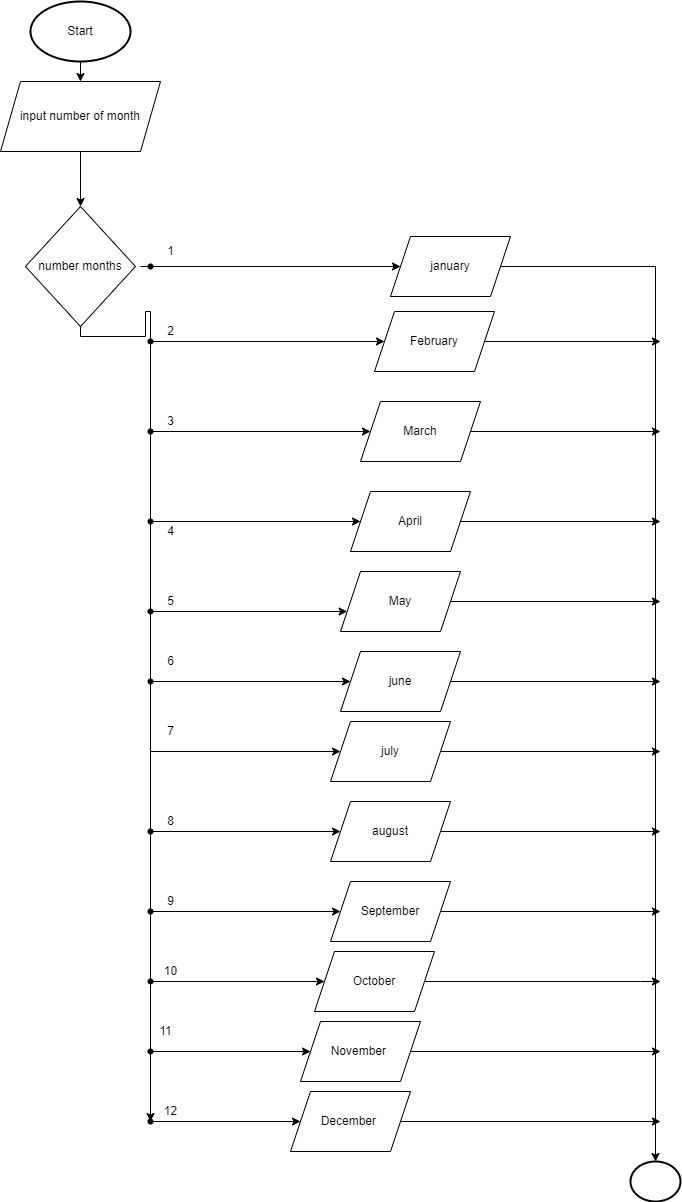 Start
input number of month
number months
1
january
2
February
3
March
4
April
5
May
6
june
7
july
8
august
9
September
10
October
11
November
12
December